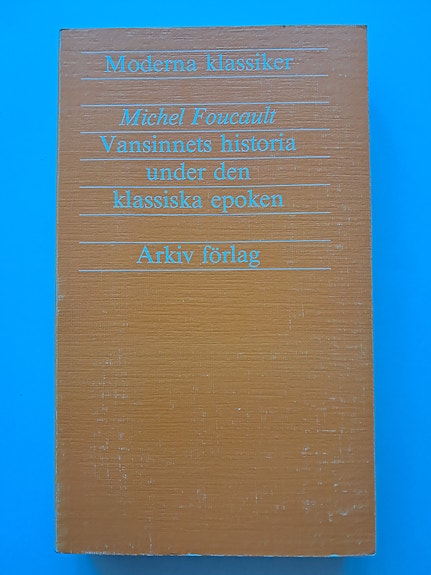 Moderna klassiker
Michel Foucault
Vansinnets historia
under den
klassiska epoken
Arkiv förlag